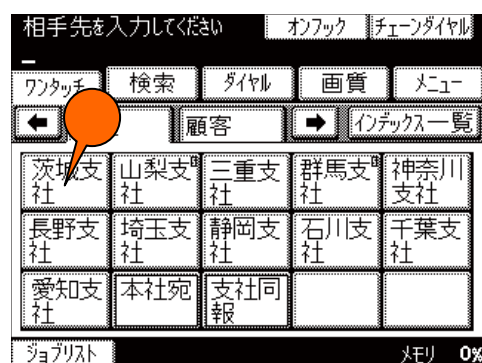 相手先を入力してください オンフック チェーンダイヤル
ワンタッチ 検索 ダイヤル 画質 メニュー
顧客 インデックス一覧
茨城支社 山梨支社 三重支社 群馬支社 神奈川支社
長野支社 埼玉支社 静岡支社 石川支社 千葉支社
愛知支社 本社宛 支社同報
ジョブリスト メモリ 0%